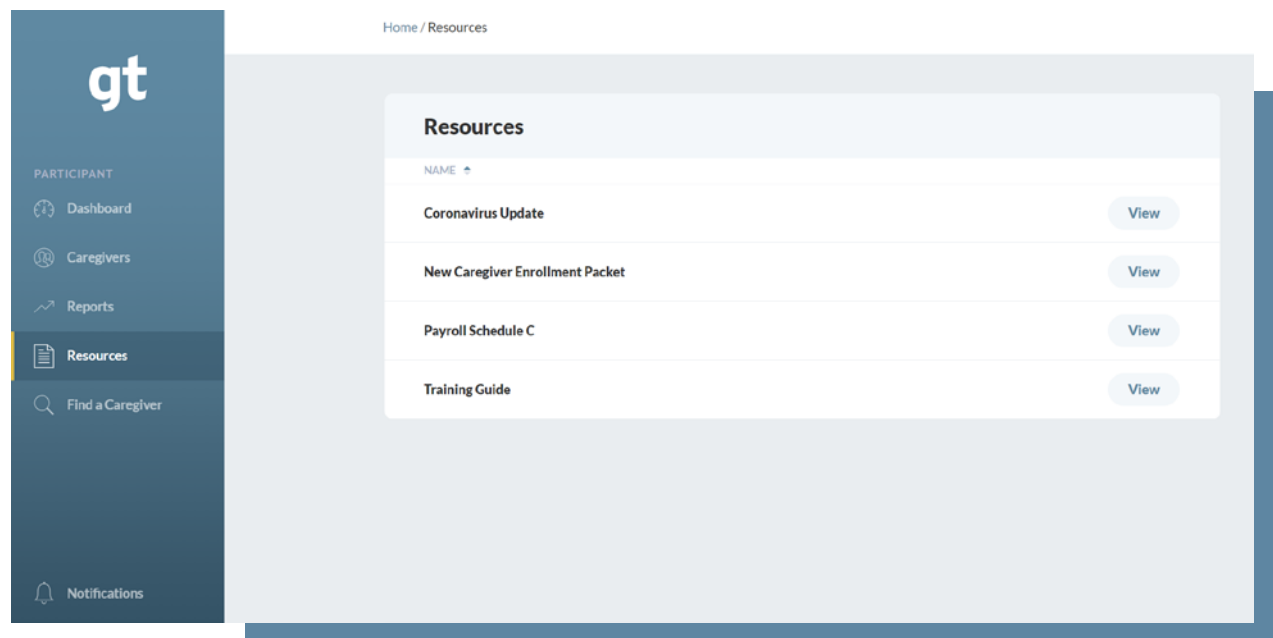 gt
PARTICIPANT
Dashboard
Caregivers
Reports
Resources
Find a Caregiver
Notifications
Home / Resources
Resources
NAME
Coronavirus Update View
New Caregiver Enrollment Packet View
Payroll Schedule C View
Training Guide View